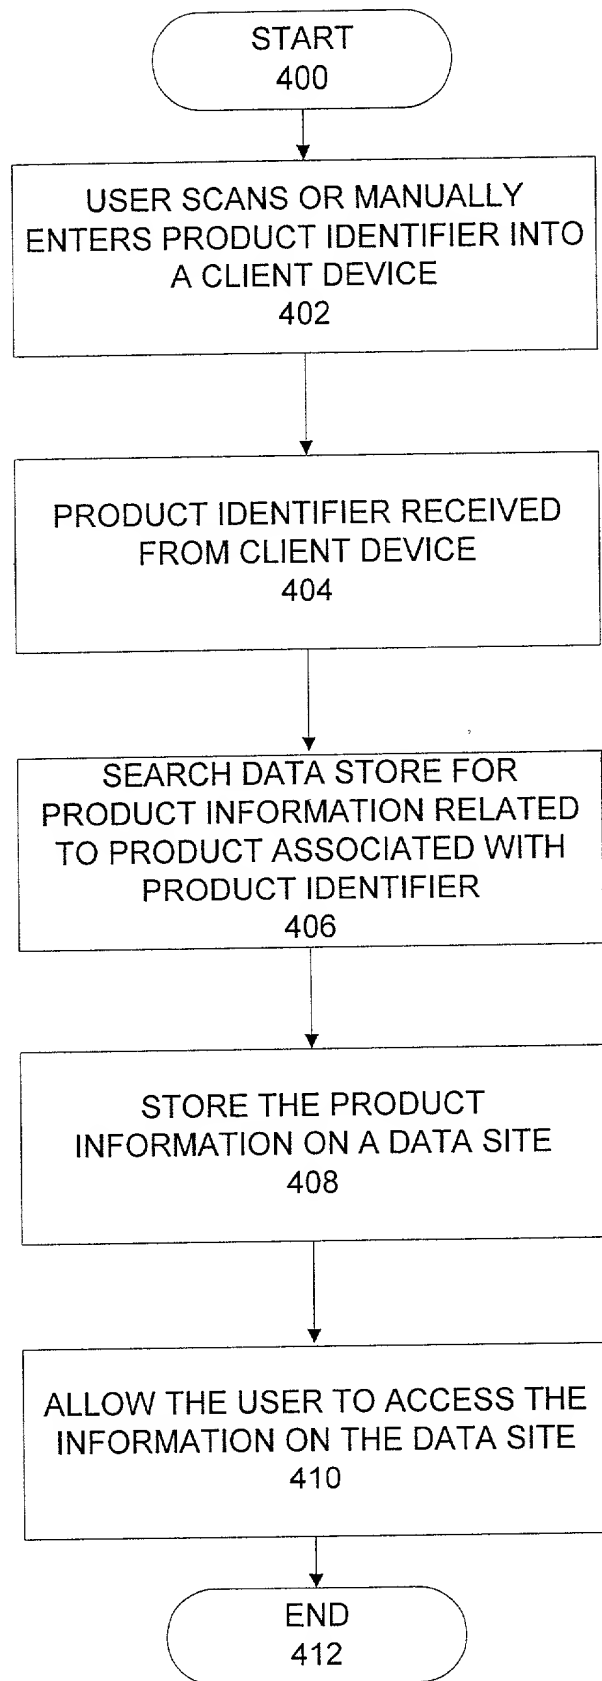 START
400
USER SCANS OR MANUALLY
ENTERS PRODUCT IDENTIFIER INTO
A CLIENT DEVICE
402
PRODUCT IDENTIFIER RECEIVED
FROM CLIENT DEVICE
404
SEARCH DATA STORE FOR
PRODUCT INFORMATION RELATED
TO PRODUCT ASSOCIATED WITH
PRODUCT IDENTIFIER
406
STORE THE PRODUCT
INFORMATION ON A DATA SITE
408
ALLOW THE USER TO ACCESS THE
INFORMATION ON THE DATA SITE
410
END
412